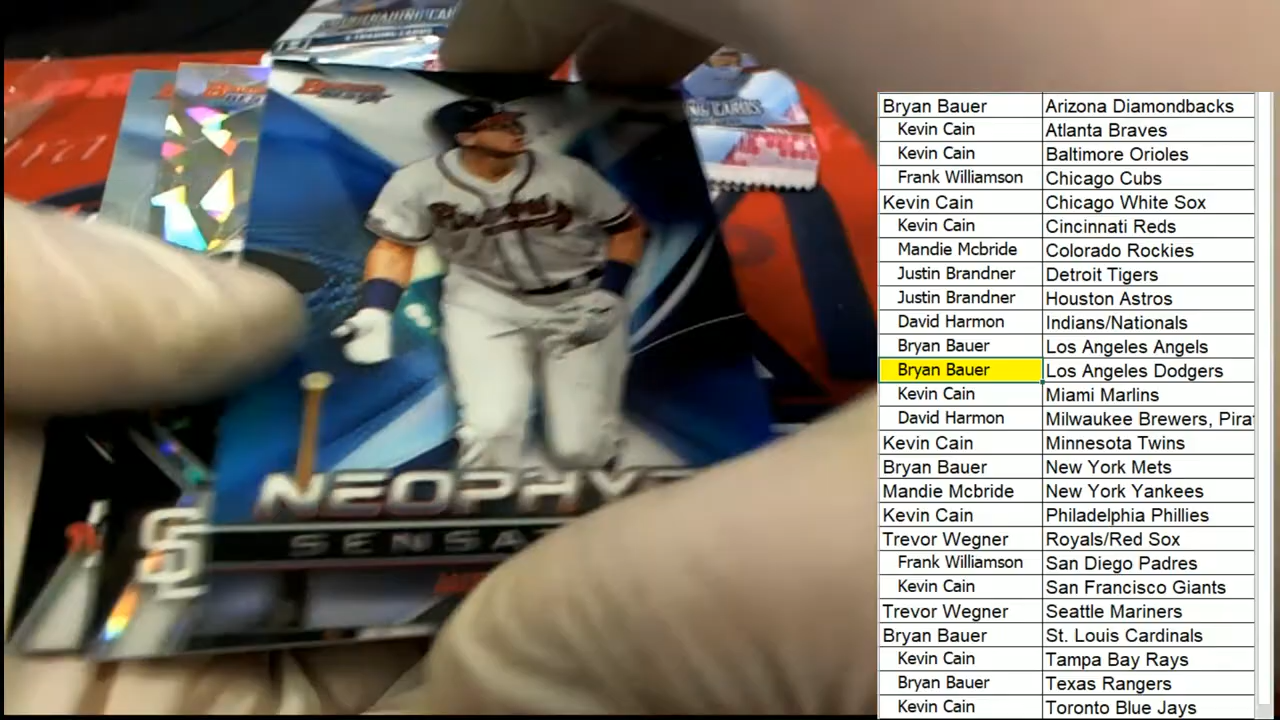 Bowman
BEST
NEOPHYT
SENSAT
Bryan Bauer Arizona Diamondbacks
Kevin Cain Atlanta Braves
Kevin Cain Baltimore Orioles
Frank Williamson Chicago Cubs
Kevin Cain Chicago White Sox
Kevin Cain Cincinnati Reds
Mandie Mcbride Colorado Rockies
Justin Brandner Detroit Tigers
Justin Brandner Houston Astros
David Harmon Indians/Nationals
Bryan Bauer Los Angeles Angels
Bryan Bauer Los Angeles Dodgers
Kevin Cain Miami Marlins
David Harmon Milwaukee Brewers, Pira
Kevin Cain Minnesota Twins
Bryan Bauer New York Mets
Mandie Mcbride New York Yankees
Kevin Cain Philadelphia Phillies
Trevor Wegner Royals/Red Sox
Frank Williamson San Diego Padres
Kevin Cain San Francisco Giants
Trevor Wegner Seattle Mariners
Bryan Bauer St. Louis Cardinals
Kevin Cain Tampa Bay Rays
Bryan Bauer Texas Rangers
Kevin Cain Toronto Blue Jays